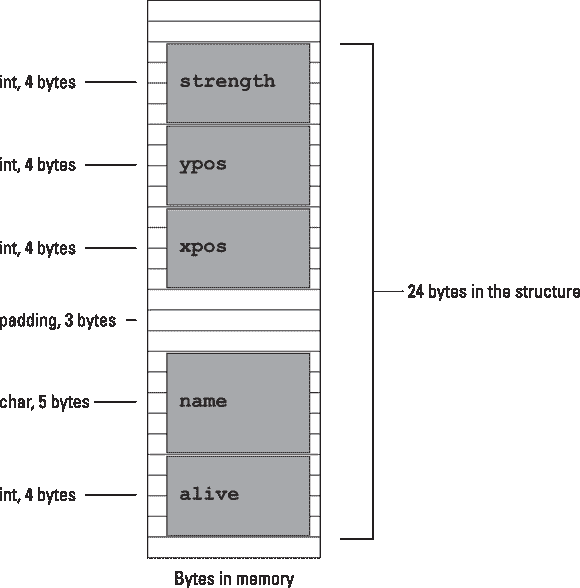 int, 4 bytes
strength
int, 4 bytes
ypos
int, 4 bytes
xpos
24 bytes in the structure
padding, 3 bytes
char, 5 bytes
name
int, 4 bytes
alive
Bytes in memory